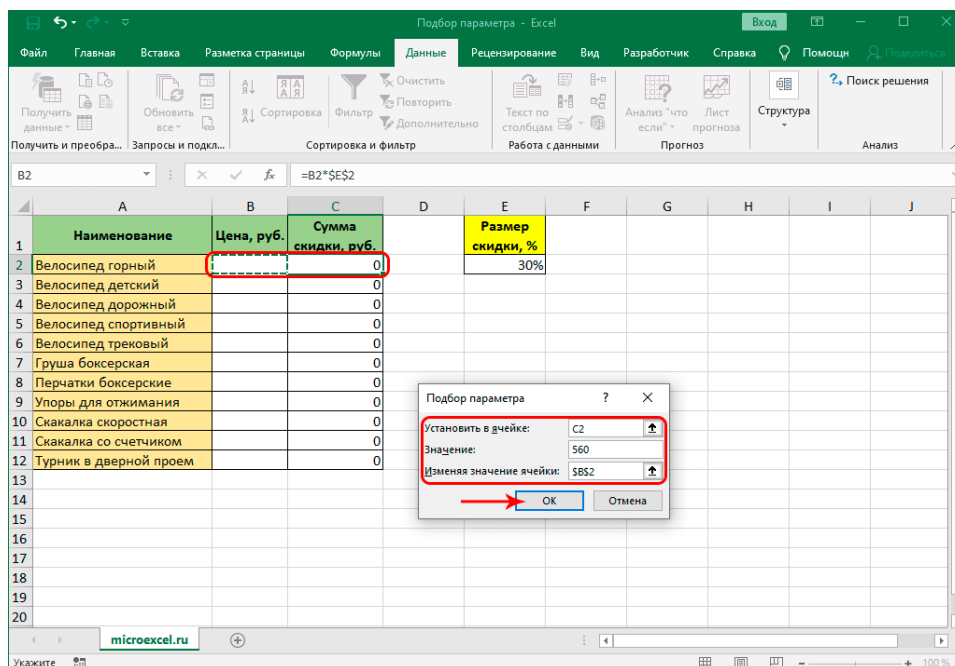 Подбор параметра - Excel
Вход
Файл Главная Вставка Разметка страницы Формулы Данные Рецензирование Вид Разработчик Справка Помощн Поделиться
Получить данные
Обновить все
Сортировка
Фильтр
Очистить
Повторить
Дополнительно
Текст по столбцам
Анализ "что если"
Лист прогноза
Структура
Поиск решения
Получить и преобра... Запросы и подкл... Сортировка и фильтр Работа с данными Прогноз Анализ
B2 fx =B2*$E$2
A B C D E F G H I J
1 Наименование Цена, руб. Сумма скидки, руб. Размер скидки, %
2 Велосипед горный 0 30%
3 Велосипед детский 0
4 Велосипед дорожный 0
5 Велосипед спортивный 0
6 Велосипед трековый 0
7 Груша боксерская 0
8 Перчатки боксерские 0
9 Упоры для отжимания 0
10 Скакалка скоростная 0
11 Скакалка со счетчиком 0
12 Турник в дверной проем 0
13
14
15
16
17
18
19
20
Подбор параметра ?
Установить в ячейке: C2
Значение: 560
Изменяя значение ячейки: $B$2
ОК Отмена
microexcel.ru
Укажите 100 %